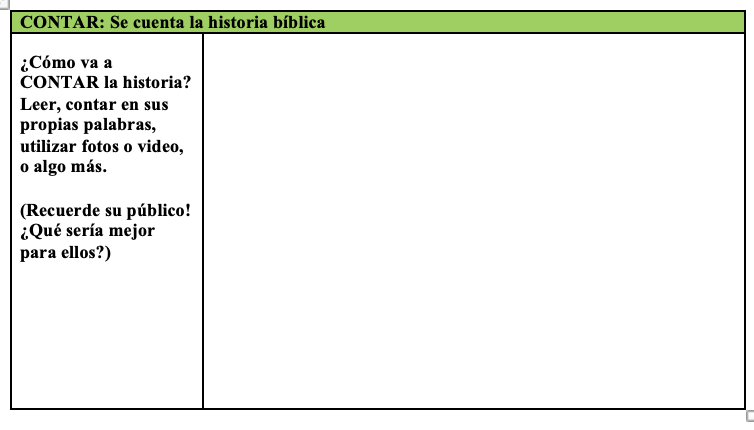 CONTAR: Se cuenta la historia bíblica
¿Cómo va a
CONTAR la historia?
Leer, contar en sus
propias palabras,
utilizar fotos o video,
o algo más.
(Recuerde su público!
¿Qué sería mejor
para ellos?)